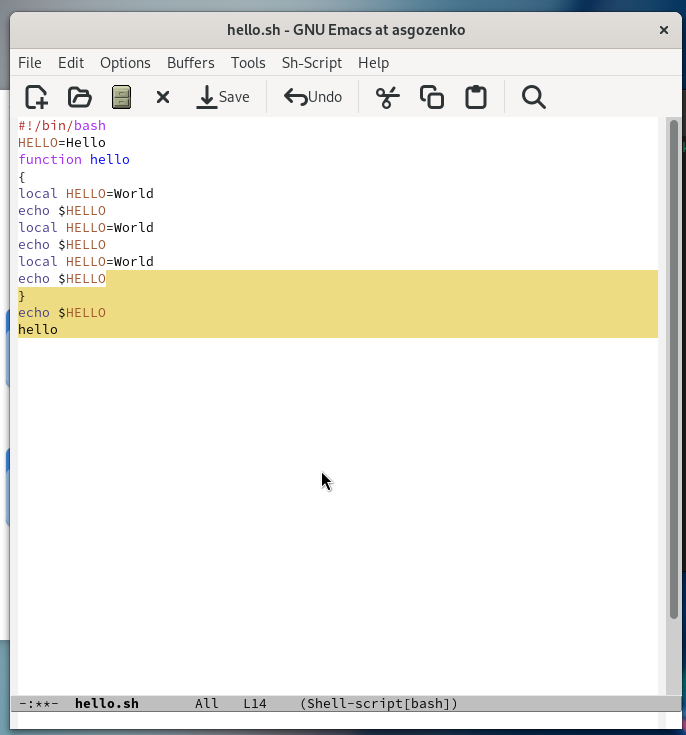 hello.sh - GNU Emacs at asgozenko
File Edit Options Buffers Tools Sh-Script Help
Save Undo
#!/bin/bash
HELLO=Hello
function hello
{
local HELLO=World
echo $HELLO
local HELLO=World
echo $HELLO
local HELLO=World
echo $HELLO
}
echo $HELLO
hello
-:**- hello.sh All L14 (Shell-script[bash])